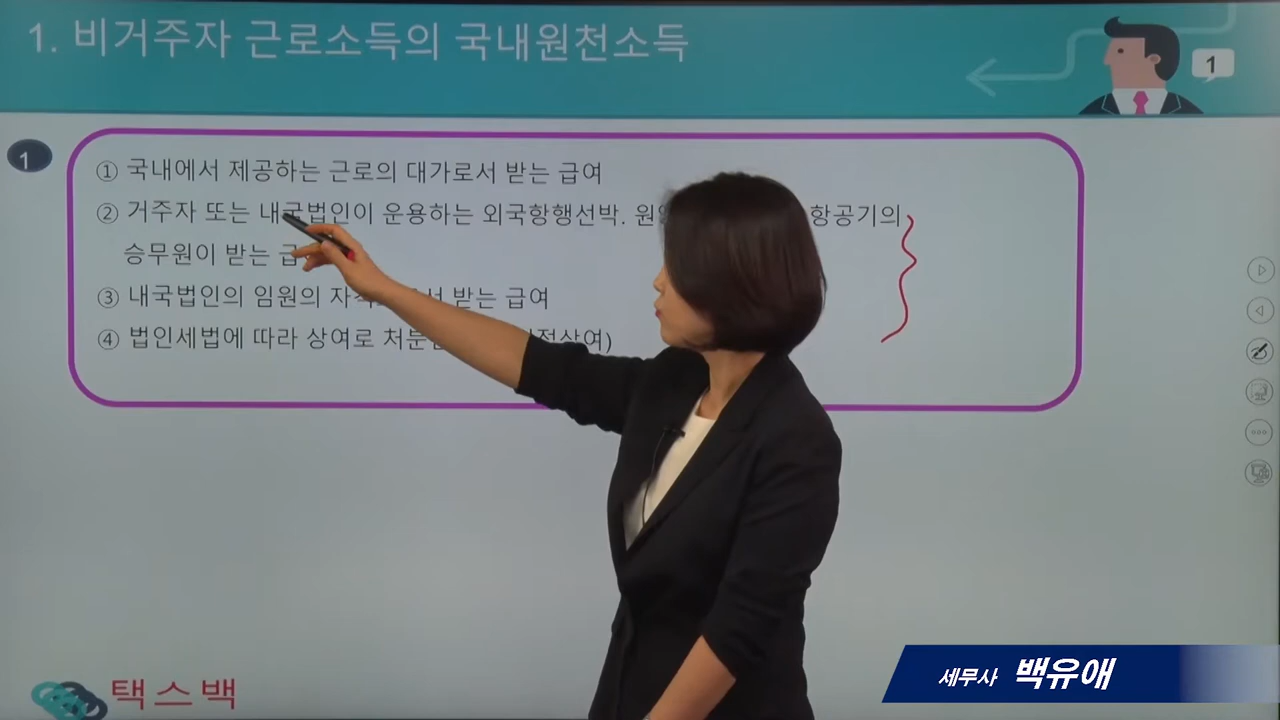 1. 비거주자 근로소득의 국내원천소득
1
1
① 국내에서 제공하는 근로의 대가로서 받는 급여
② 거주자 또는 내국법인이 운용하는 외국항행선박. 항공기의
승무원이 받는
③ 내국법인의 임원의 받는 급여
④ 법인세법에 따라 상여로
택스백
세무사 백유애